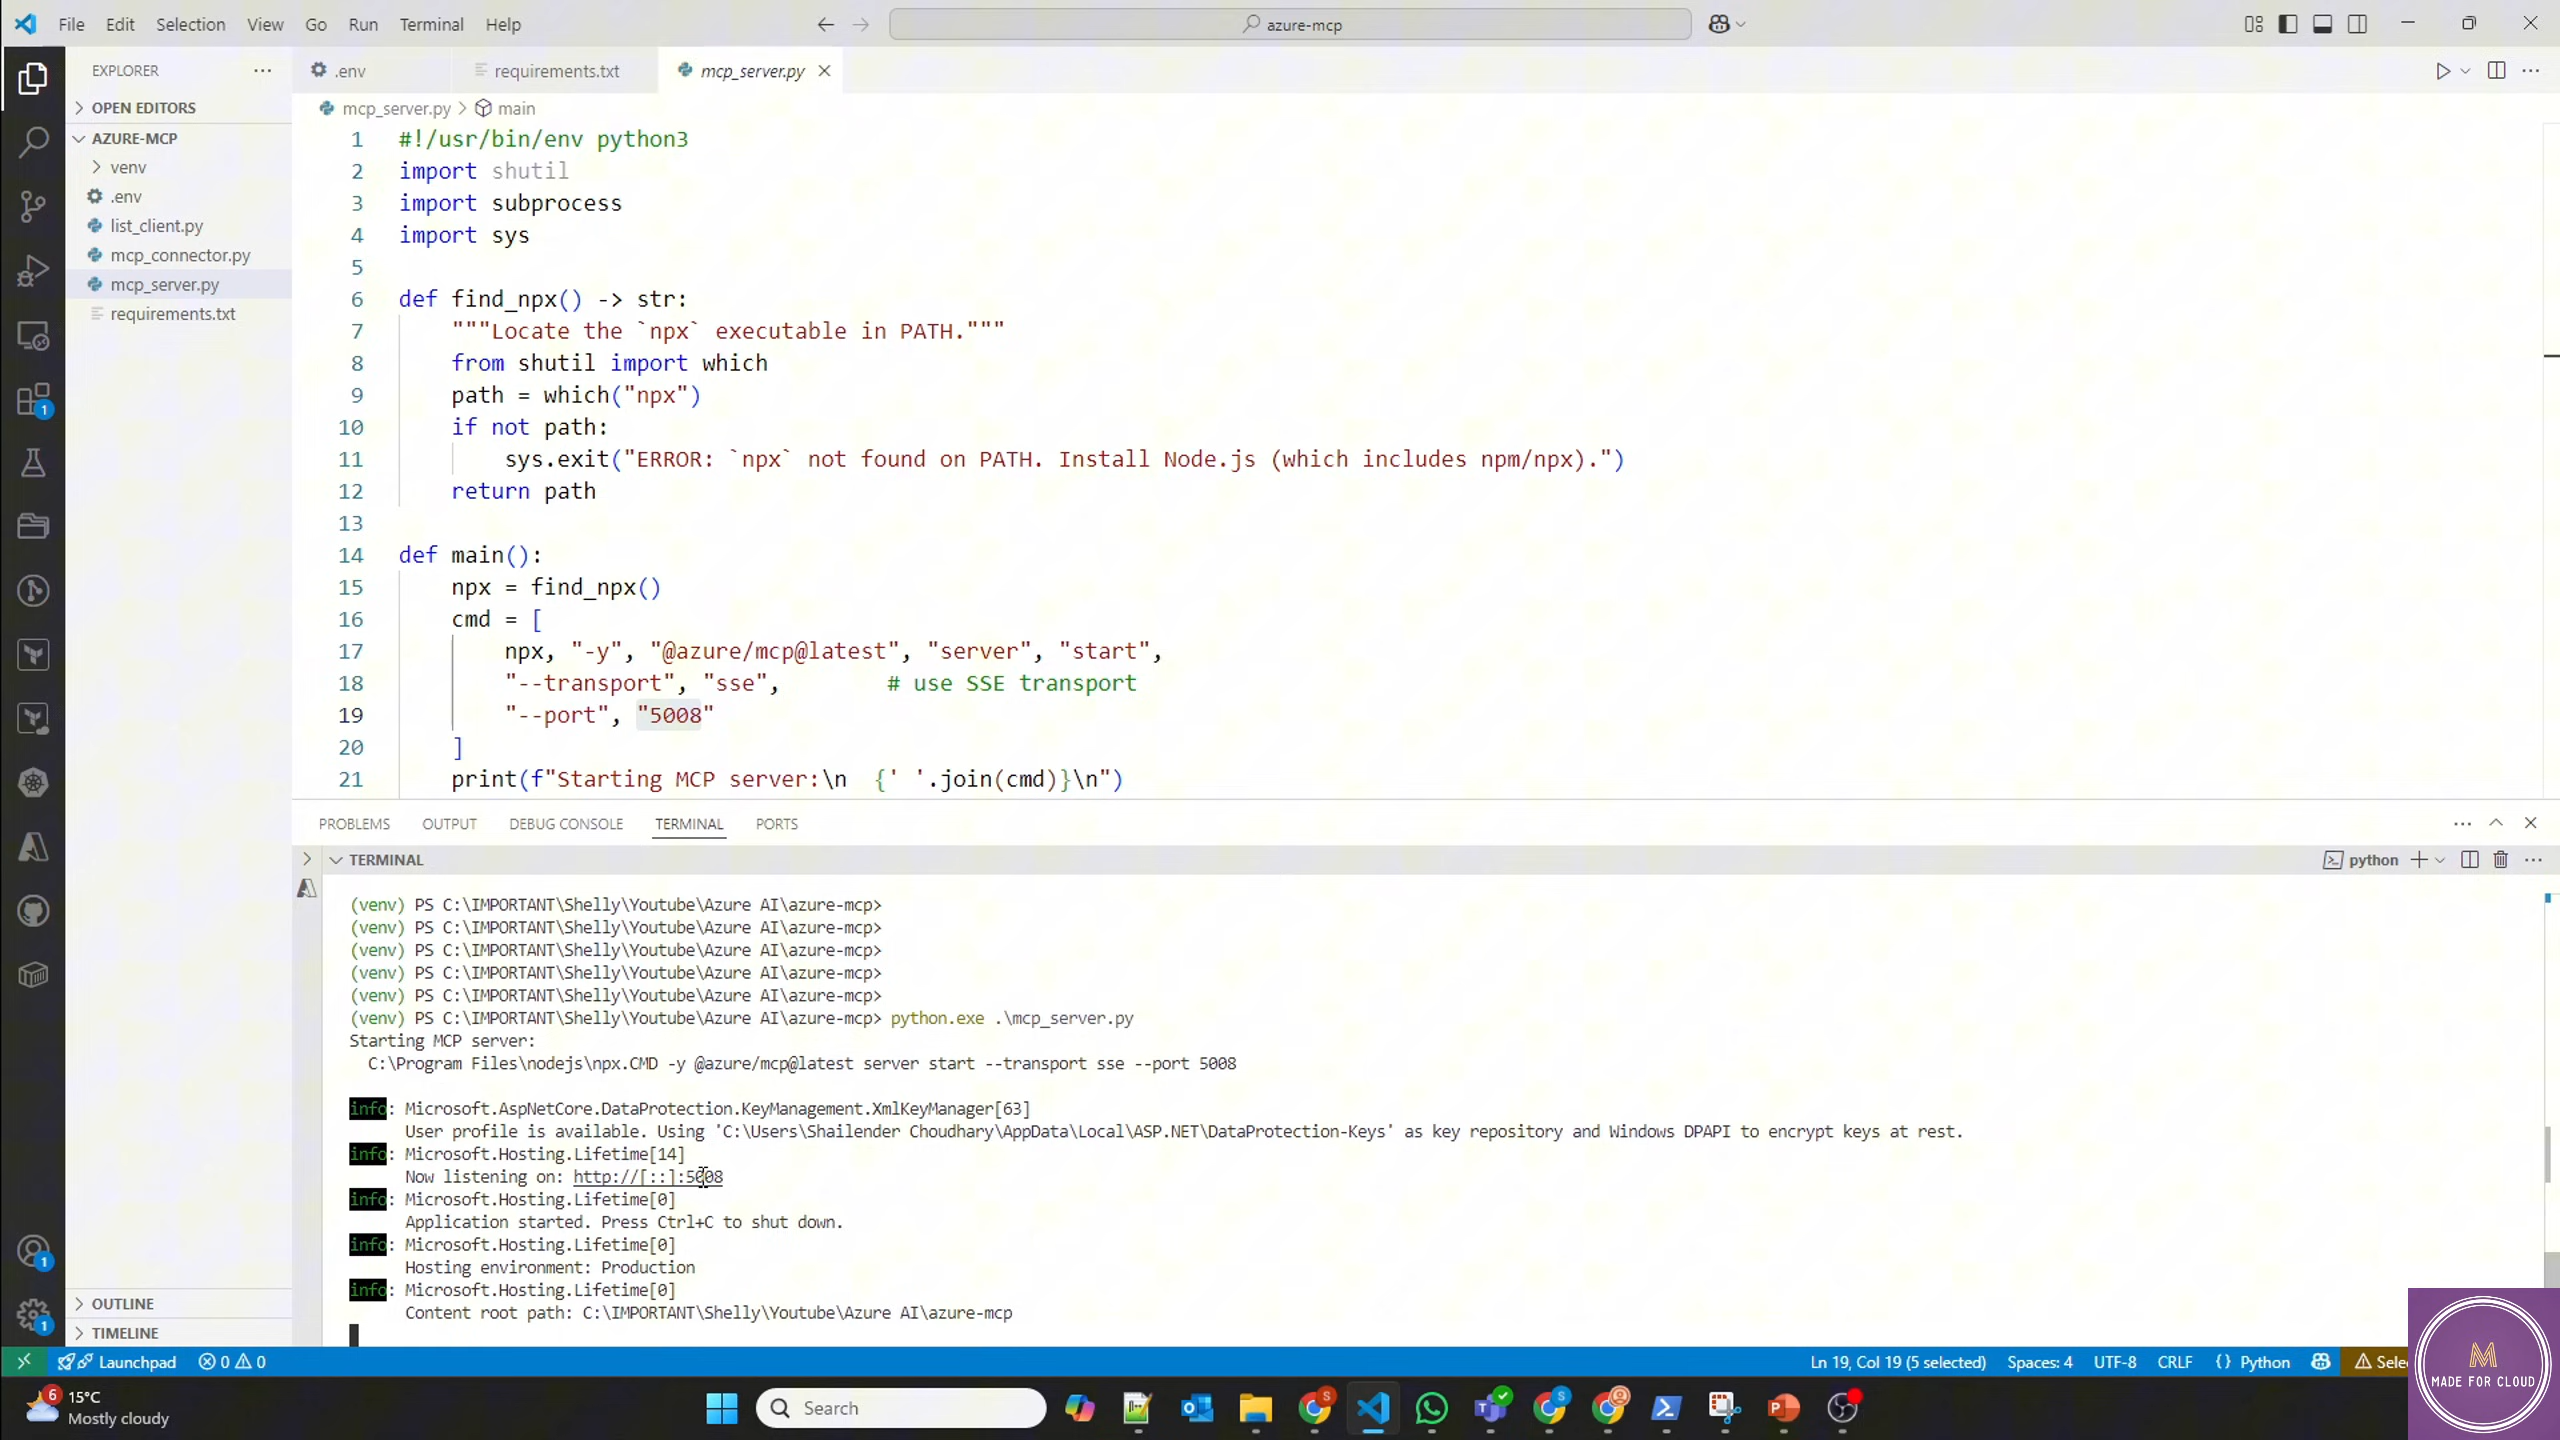 File Edit Selection View Go Run Terminal Help
azure-mcp
EXPLORER
OPEN EDITORS
AZURE-MCP
venv
.env
list_client.py
mcp_connector.py
mcp_server.py
requirements.txt
OUTLINE
TIMELINE
.env requirements.txt mcp_server.py
mcp_server.py > main
1 #!/usr/bin/env python3
2 import shutil
3 import subprocess
4 import sys
5
6 def find_npx() -> str:
7 """Locate the `npx` executable in PATH."""
8 from shutil import which
9 path = which("npx")
10 if not path:
11 sys.exit("ERROR: `npx` not found on PATH. Install Node.js (which includes npm/npx).")
12 return path
13
14 def main():
15 npx = find_npx()
16 cmd = [
17 npx, "-y", "@azure/mcp@latest", "server", "start",
18 "--transport", "sse", # use SSE transport
19 "--port", "5008"
20 ]
21 print(f"Starting MCP server:\n {' '.join(cmd)}\n")
PROBLEMS OUTPUT DEBUG CONSOLE TERMINAL PORTS
TERMINAL
python
(venv) PS C:\IMPORTANT\Shelly\Youtube\Azure AI\azure-mcp>
(venv) PS C:\IMPORTANT\Shelly\Youtube\Azure AI\azure-mcp>
(venv) PS C:\IMPORTANT\Shelly\Youtube\Azure AI\azure-mcp>
(venv) PS C:\IMPORTANT\Shelly\Youtube\Azure AI\azure-mcp>
(venv) PS C:\IMPORTANT\Shelly\Youtube\Azure AI\azure-mcp>
(venv) PS C:\IMPORTANT\Shelly\Youtube\Azure AI\azure-mcp> python.exe .\mcp_server.py
Starting MCP server:
C:\Program Files\nodejs\npx.CMD -y @azure/mcp@latest server start --transport sse --port 5008
info: Microsoft.AspNetCore.DataProtection.KeyManagement.XmlKeyManager[63]
User profile is available. Using 'C:\Users\Shailender Choudhary\AppData\Local\ASP.NET\DataProtection-Keys' as key repository and Windows DPAPI to encrypt keys at rest.
info: Microsoft.Hosting.Lifetime[14]
Now listening on: http://[::]:5008
info: Microsoft.Hosting.Lifetime[0]
Application started. Press Ctrl+C to shut down.
info: Microsoft.Hosting.Lifetime[0]
Hosting environment: Production
info: Microsoft.Hosting.Lifetime[0]
Content root path: C:\IMPORTANT\Shelly\Youtube\Azure AI\azure-mcp
Launchpad 0 0
Ln 19, Col 19 (5 selected) Spaces: 4 UTF-8 CRLF {} Python Sele
M
MADE FOR CLOUD
6
15°C
Mostly cloudy
Search